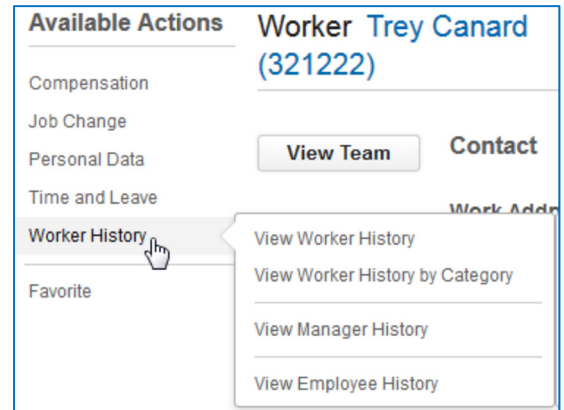 Available Actions
Compensation
Job Change
Personal Data
Time and Leave
Worker History
Favorite
Worker Trey Canard
(321222)
View Team
Contact
Work
View Worker History
View Worker History by Category
View Manager History
View Employee History